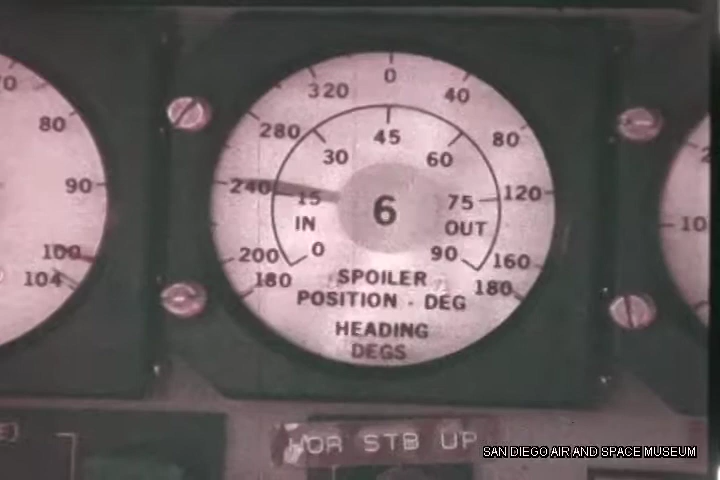 0
320 40
280 80
240 120
200 160
180 180
45
30 60
15 75
IN OUT
0 90
6
SPOILER
POSITION - DEG
HEADING
DEGS
80
90
100
104
10
HOR STB UP
SAN DIEGO AIR AND SPACE MUSEUM